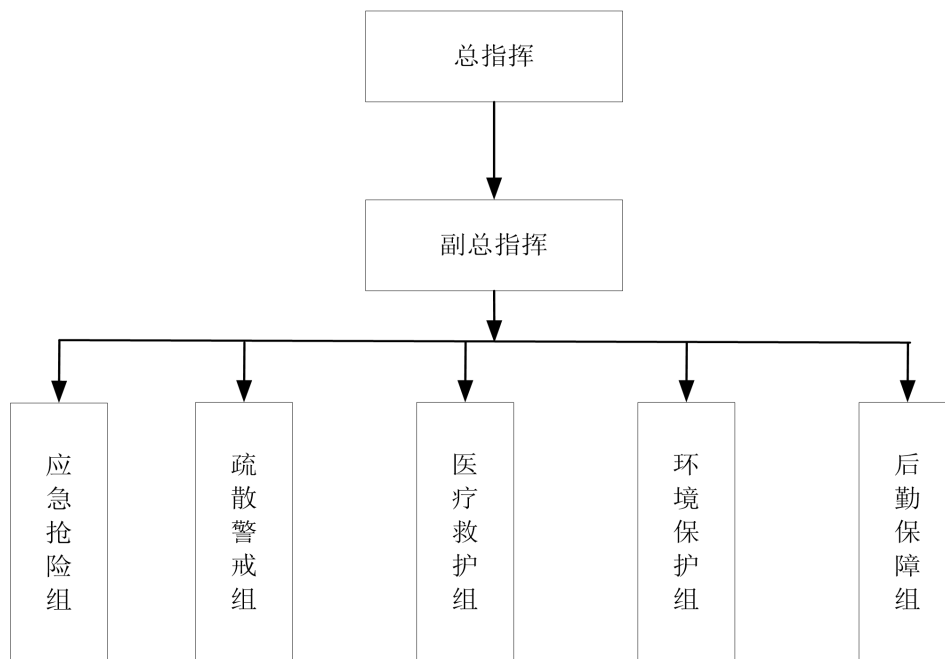 总指挥
副总指挥
应急抢险组
疏散警戒组
医疗救护组
环境保护组
后勤保障组